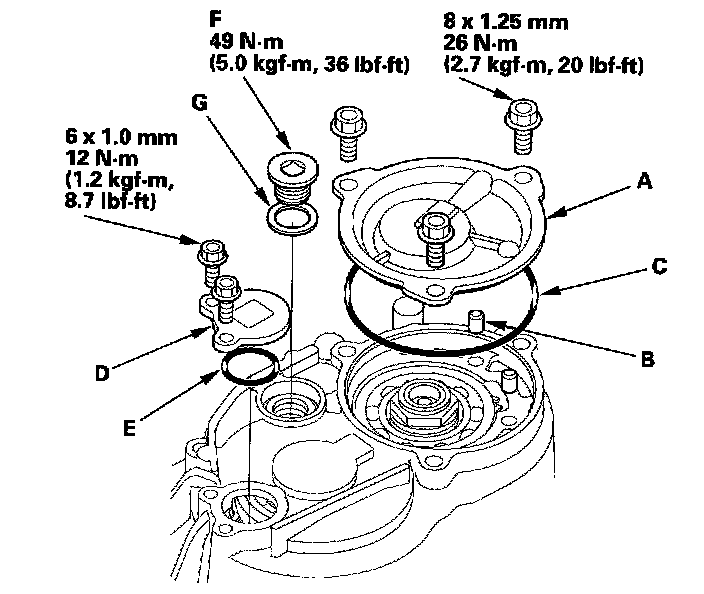 F
49 N·m
(5.0 kgf·m, 36 lbf·ft)
8 x 1.25 mm
26 N·m
(2.7 kgf·m, 20 lbf·ft)
G
6 x 1.0 mm
12 N·m
(1.2 kgf·m,
8.7 lbf·ft)
A
C
B
D
E